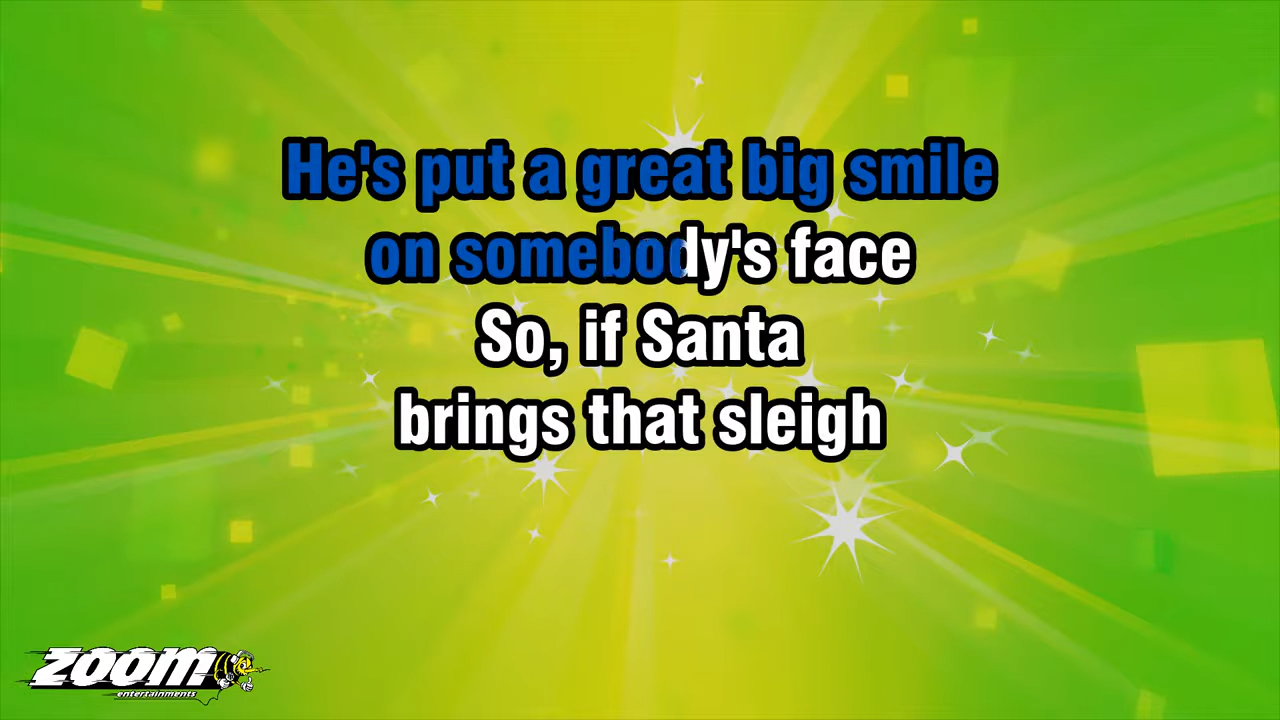 He's put a great big smile
on somebody's face
So, if Santa
brings that sleigh
zoom
entertainments